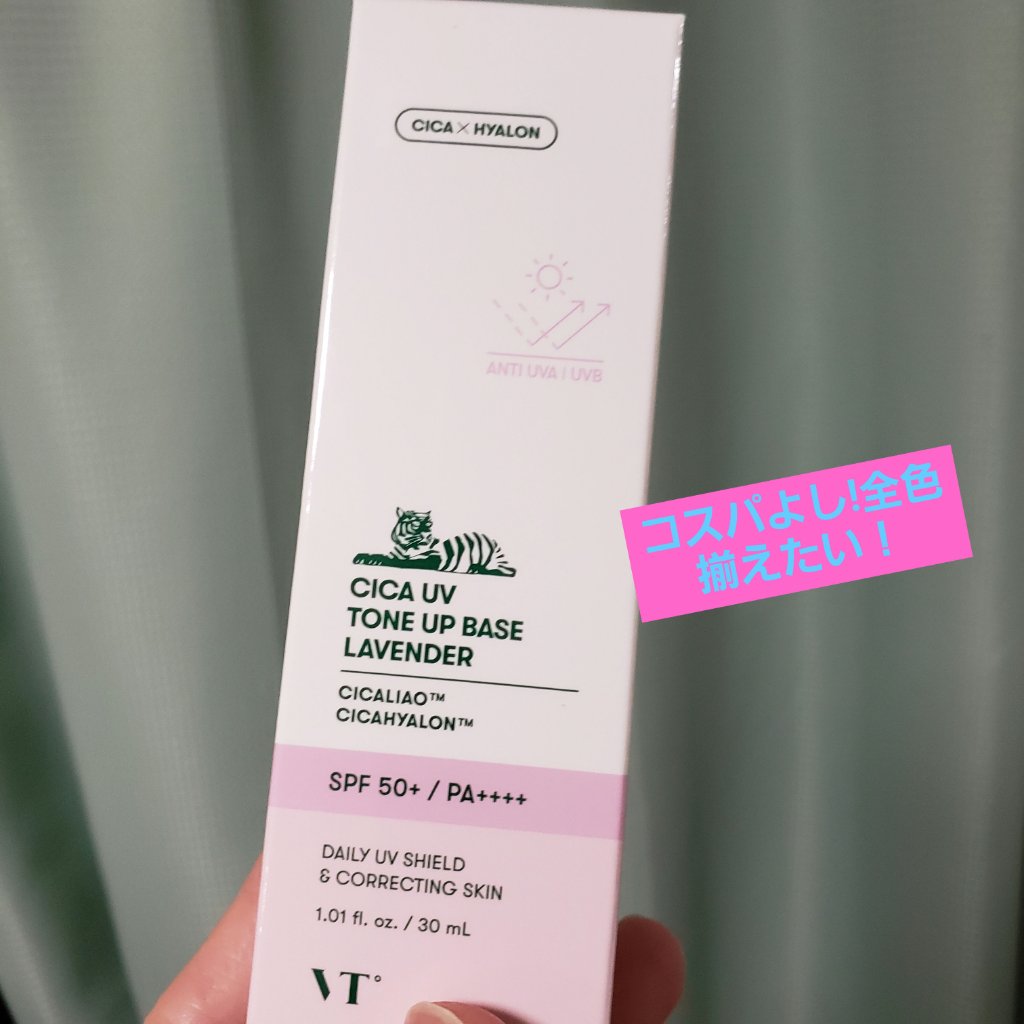 CICA×HYALON
ANTI UVA | UVB
コスパよし!全色
揃えたい！
CICA UV
TONE UP BASE
LAVENDER
CICALIAO™
CICAHYALON™
SPF 50+ / PA++++
DAILY UV SHIELD
& CORRECTING SKIN
1.01 fl. oz. / 30 mL
VT°